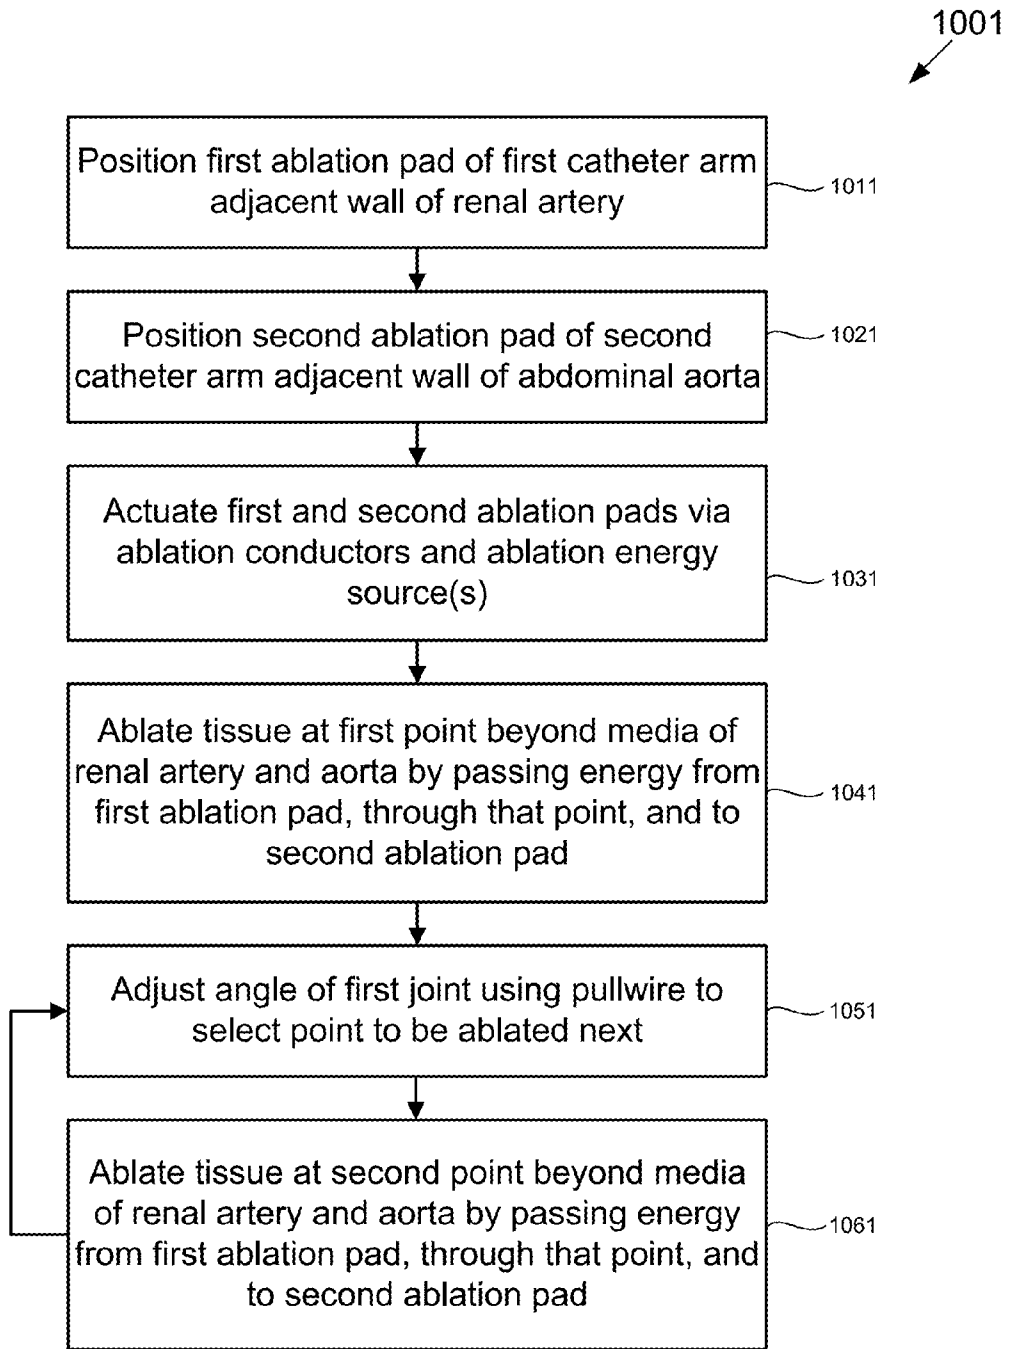 1001
Position first ablation pad of first catheter arm
adjacent wall of renal artery
1011
Position second ablation pad of second
catheter arm adjacent wall of abdominal aorta
1021
Actuate first and second ablation pads via
ablation conductors and ablation energy
source(s)
1031
Ablate tissue at first point beyond media of
renal artery and aorta by passing energy from
first ablation pad, through that point, and to
second ablation pad
1041
Adjust angle of first joint using pullwire to
select point to be ablated next
1051
Ablate tissue at second point beyond media
of renal artery and aorta by passing energy
from first ablation pad, through that point, and
to second ablation pad
1061